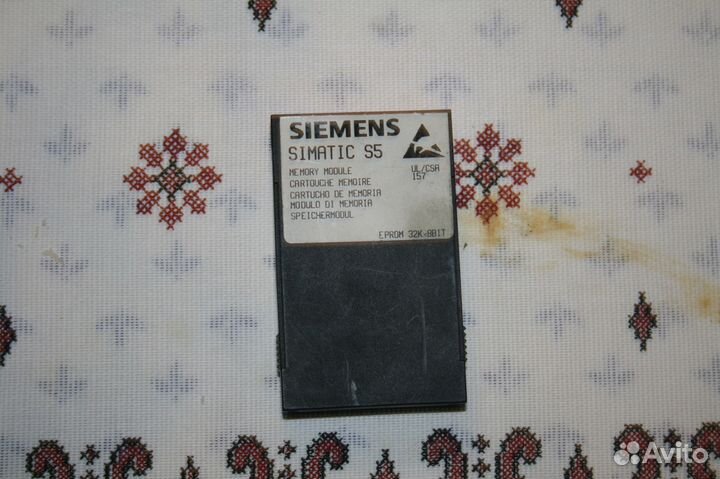 SIEMENS
SIMATIC S5
MEMORY MODULE
CARTOUCHE MEMOIRE
CARTUCHO DE MEMORIA
MODULO DI MEMORIA
SPEICHERMODUL
UL/CSA
157
EPROM 32K*8BIT
Avito